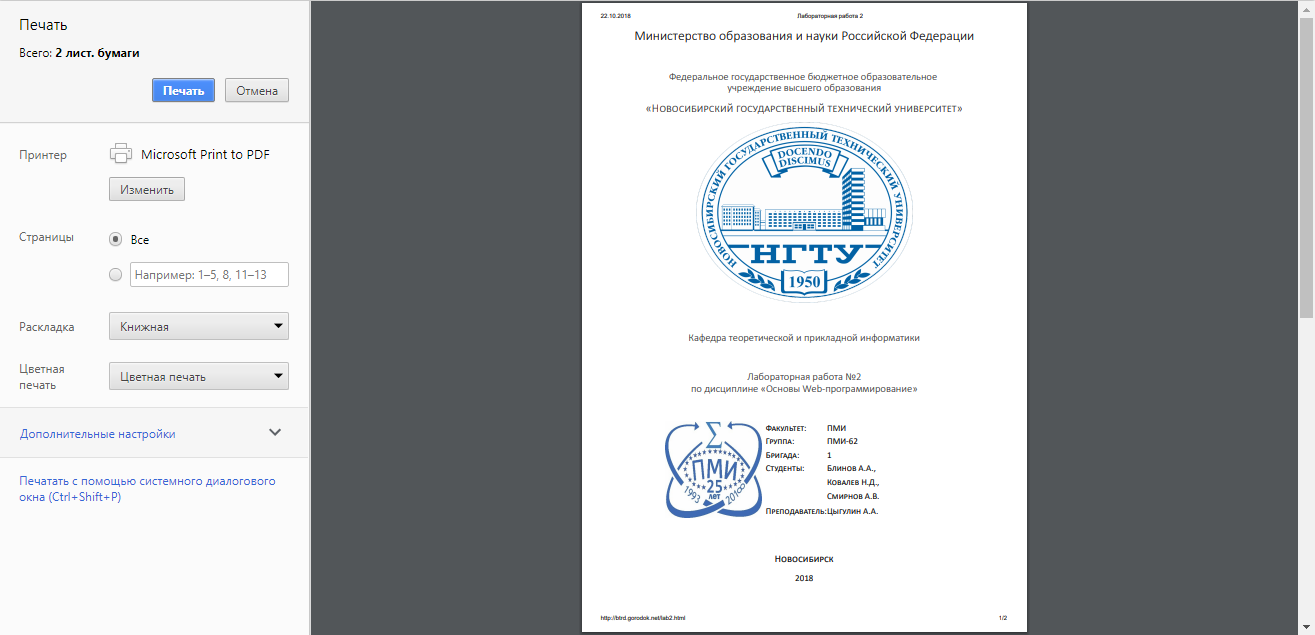 Печать
Всего: 2 лист. бумаги
Печать
Отмена
Принтер
Microsoft Print to PDF
Изменить
Страницы
Все
Например: 1–5, 8, 11–13
Раскладка
Книжная
Цветная
печать
Цветная печать
Дополнительные настройки
Печатать с помощью системного диалогового
окна (Ctrl+Shift+P)
22.10.2018
Лабораторная работа 2
Министерство образования и науки Российской Федерации
Федеральное государственное бюджетное образовательное
учреждение высшего образования
«Новосибирский государственный технический университет»
НОВОСИБИРСКИЙ ГОСУДАРСТВЕННЫЙ ТЕХНИЧЕСКИЙ УНИВЕРСИТЕТ
DOCENDO
DISCIMUS
НГТУ
1950
Кафедра теоретической и прикладной информатики
Лабораторная работа №2
по дисциплине «Основы Web-программирование»
Σ
ПМИ
25
лет
1993
2018
Факультет: ПМИ
Группа: ПМИ-62
Бригада: 1
Студенты: Блинов А.А.,
Ковалев Н.Д.,
Смирнов А.В.
Преподаватель:Цыгулин А.А.
Новосибирск
2018
http://btrd.gorodok.net/lab2.html
1/2